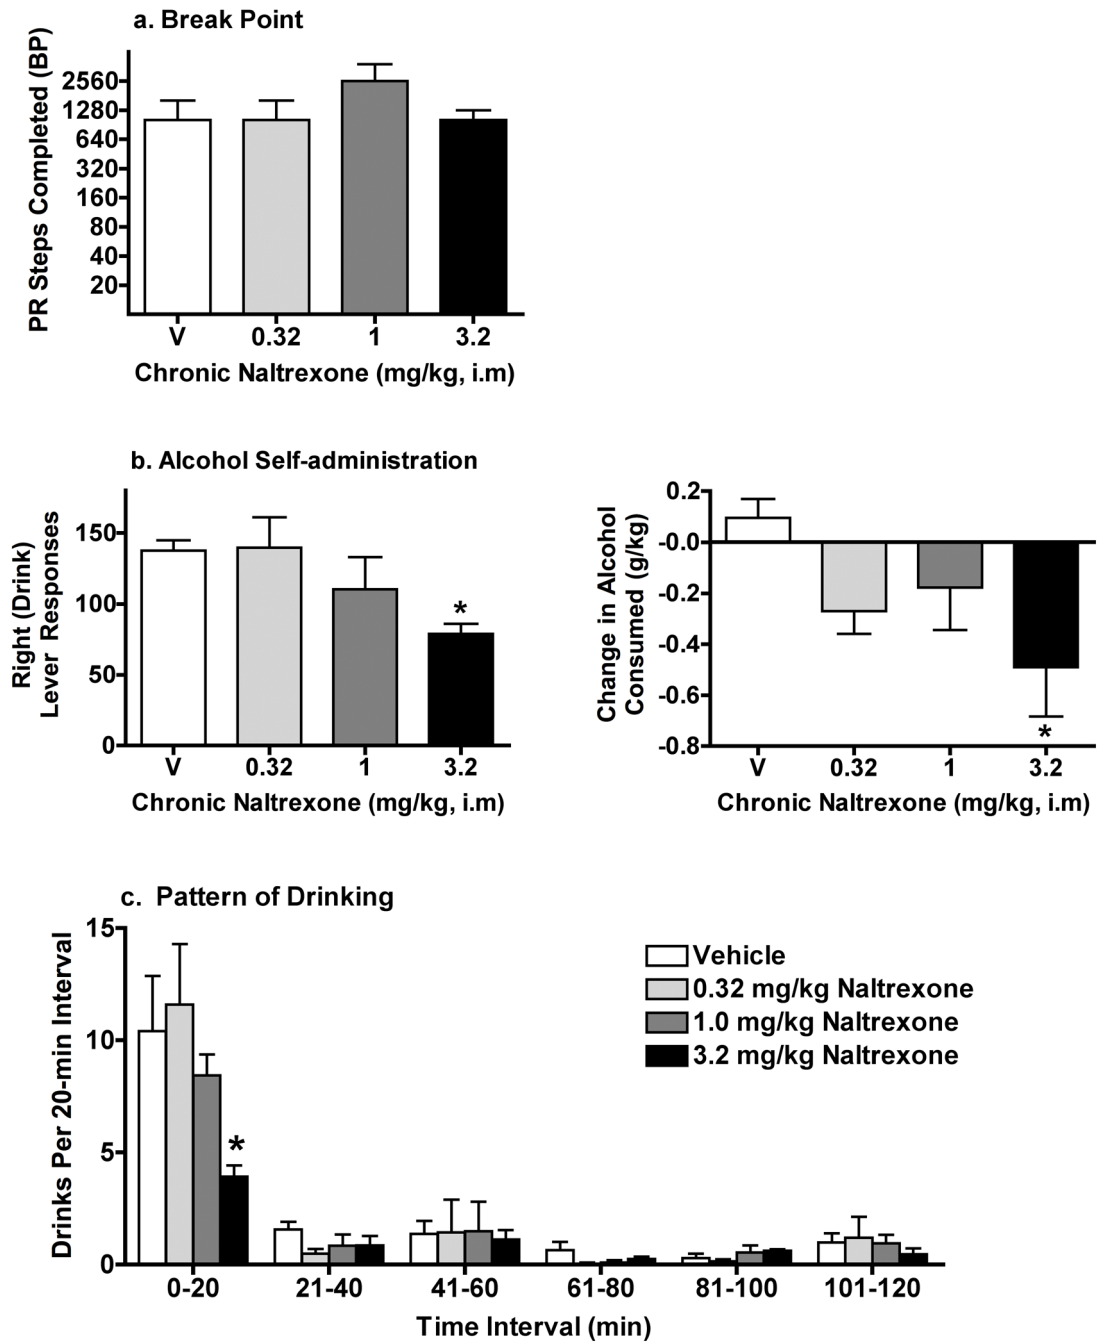 a. Break Point
PR Steps Completed (BP)
2560
1280
640
320
160
80
40
20
V 0.32 1 3.2
Chronic Naltrexone (mg/kg, i.m)
b. Alcohol Self-administration
Right (Drink)
Lever Responses
150
100
50
0
*
V 0.32 1 3.2
Chronic Naltrexone (mg/kg, i.m)
Change in Alcohol
Consumed (g/kg)
0.2
-0.0
-0.2
-0.4
-0.6
-0.8
*
V 0.32 1 3.2
Chronic Naltrexone (mg/kg, i.m)
c. Pattern of Drinking
Drinks Per 20-min Interval
15
10
5
0
*
Vehicle
0.32 mg/kg Naltrexone
1.0 mg/kg Naltrexone
3.2 mg/kg Naltrexone
0-20 21-40 41-60 61-80 81-100 101-120
Time Interval (min)